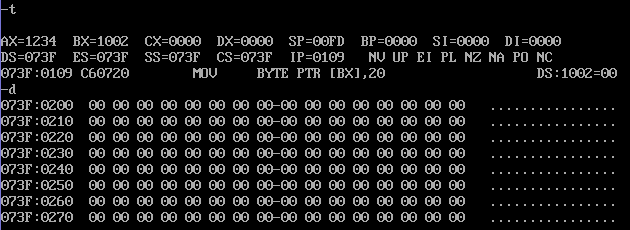 -t
AX=1234  BX=1002  CX=0000  DX=0000  SP=00FD  BP=0000  SI=0000  DI=0000
DS=073F  ES=073F  SS=073F  CS=073F  IP=0109   NV UP EI PL NZ NA PO NC
073F:0109 C60720        MOV     BYTE PTR [BX],20                   DS:1002=00
-d
073F:0200  00 00 00 00 00 00 00 00-00 00 00 00 00 00 00 00   ................
073F:0210  00 00 00 00 00 00 00 00-00 00 00 00 00 00 00 00   ................
073F:0220  00 00 00 00 00 00 00 00-00 00 00 00 00 00 00 00   ................
073F:0230  00 00 00 00 00 00 00 00-00 00 00 00 00 00 00 00   ................
073F:0240  00 00 00 00 00 00 00 00-00 00 00 00 00 00 00 00   ................
073F:0250  00 00 00 00 00 00 00 00-00 00 00 00 00 00 00 00   ................
073F:0260  00 00 00 00 00 00 00 00-00 00 00 00 00 00 00 00   ................
073F:0270  00 00 00 00 00 00 00 00-00 00 00 00 00 00 00 00   ................